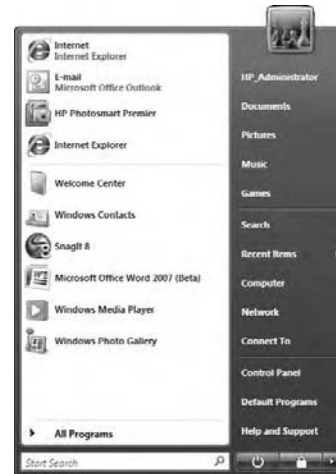 Internet
Internet Explorer
E-mail
Microsoft Office Outlook
HP Photosmart Premier
Internet Explorer
Welcome Center
Windows Contacts
SnagIt 8
Microsoft Office Word 2007 (Beta)
Windows Media Player
Windows Photo Gallery
All Programs
Start Search
HP_Administrator
Documents
Pictures
Music
Games
Search
Recent Items
Computer
Network
Connect To
Control Panel
Default Programs
Help and Support